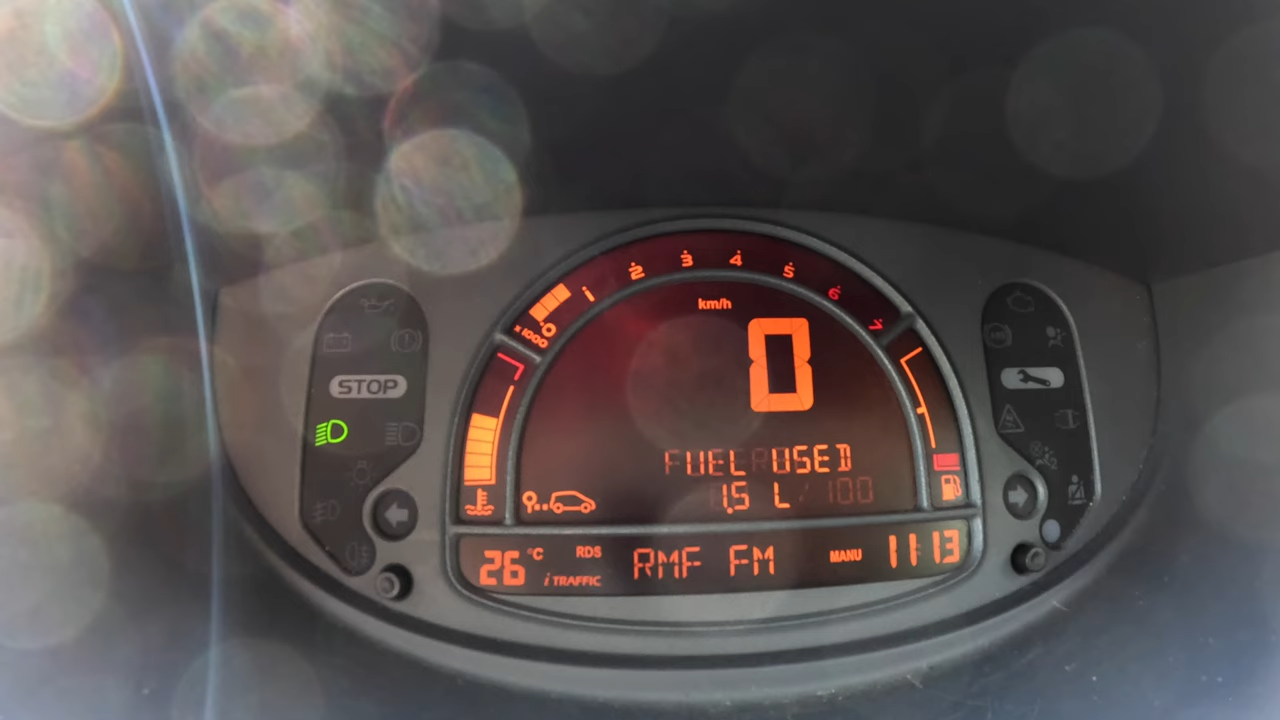 1 2 3 4 5 6 7
x1000 0
km/h
0
STOP
FUEL USED
1.5 L
26 °C RDS
i TRAFFIC
RMF FM
MANU
11 13